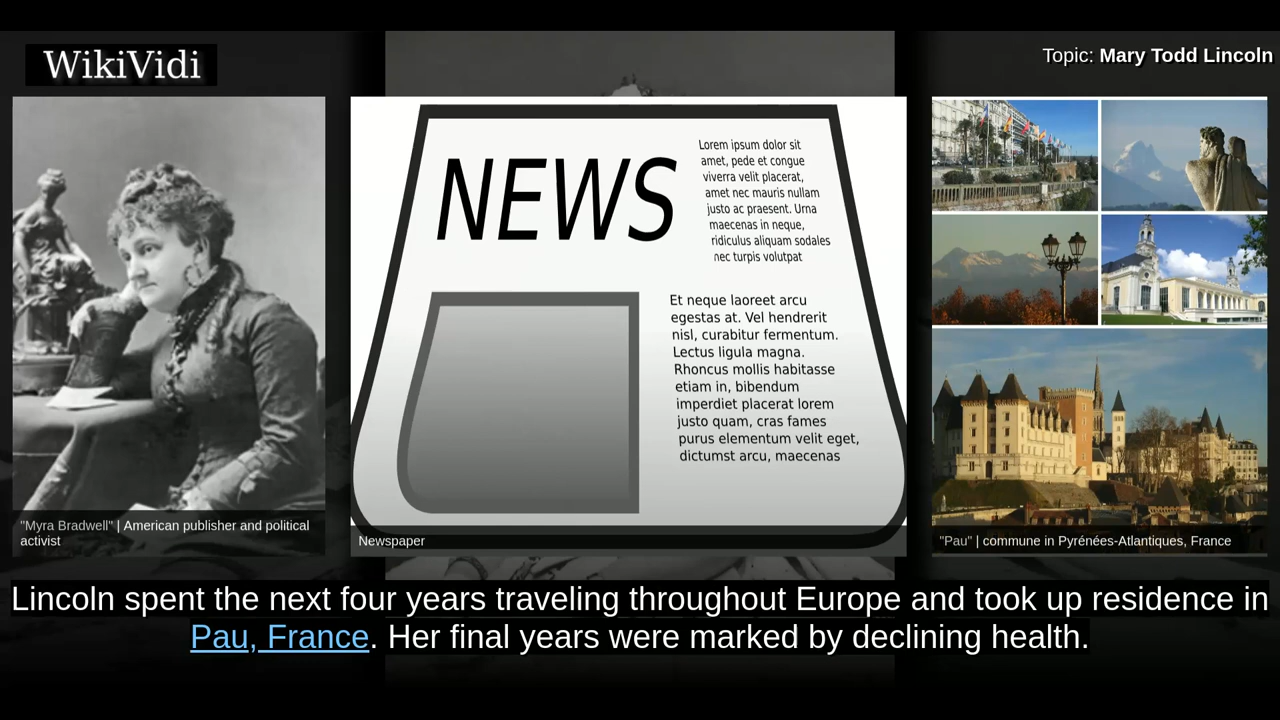 WikiVidi
Topic: Mary Todd Lincoln
NEWS
Lorem ipsum dolor sit
amet, pede et congue
viverra velit placerat,
amet nec mauris nullam
justo ac praesent. Urna
maecenas in neque,
ridiculus aliquam sodales
nec turpis volutpat
Et neque laoreet arcu
egestas at. Vel hendrerit
nisl, curabitur fermentum.
Lectus ligula magna.
Rhoncus mollis habitasse
etiam in, bibendum
imperdiet placerat lorem
justo quam, cras fames
purus elementum velit eget,
dictumst arcu, maecenas
"Myra Bradwell" | American publisher and political
activist
Newspaper
"Pau" | commune in Pyrénées-Atlantiques, France
Lincoln spent the next four years traveling throughout Europe and took up residence in
Pau, France. Her final years were marked by declining health.